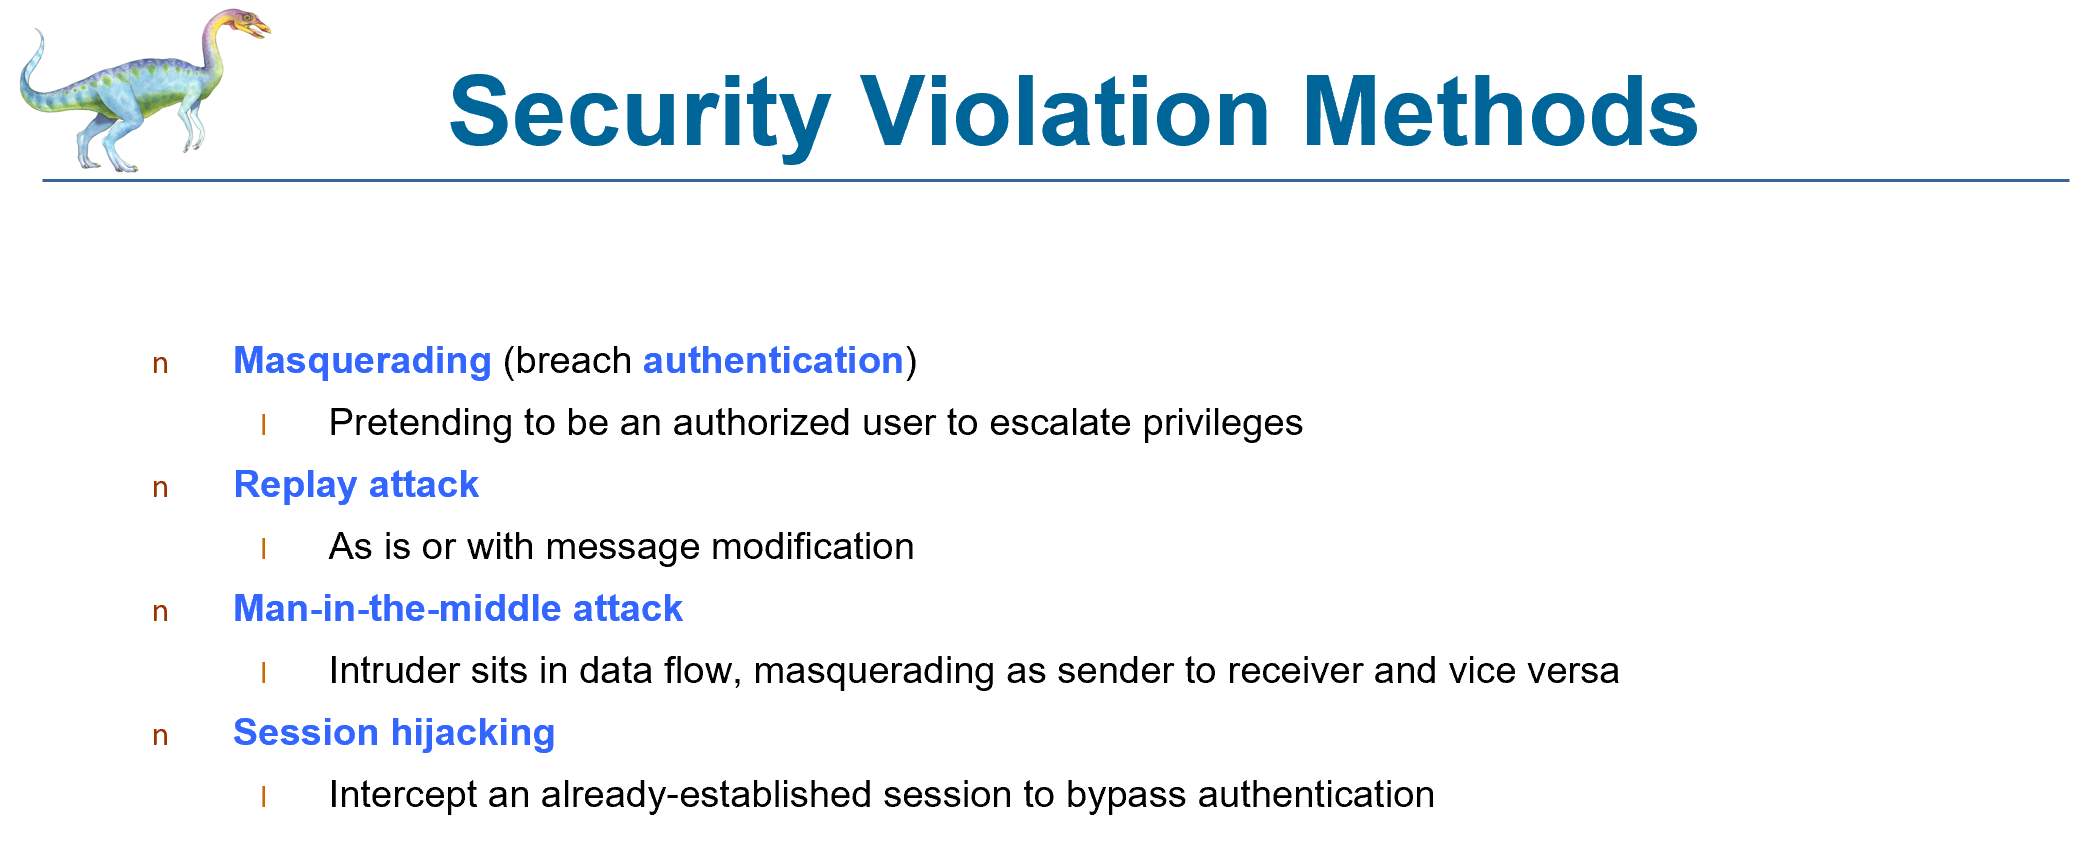 Security Violation Methods
n Masquerading (breach authentication)
l Pretending to be an authorized user to escalate privileges
n Replay attack
l As is or with message modification
n Man-in-the-middle attack
l Intruder sits in data flow, masquerading as sender to receiver and vice versa
n Session hijacking
l Intercept an already-established session to bypass authentication